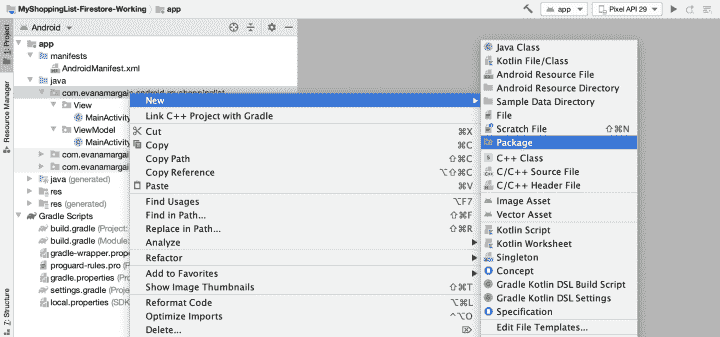 MyShoppingList-Firestore-Working
app
app
Pixel API 29
1: Project
Resource Manager
7: Structure
Android
app
manifests
AndroidManifest.xml
java
com.evanamargain.android.myshoppinglist
View
MainActivity
ViewModel
MainActivity
com.evanamargai
com.evanamargai
java (generated)
res
res (generated)
Gradle Scripts
build.gradle (Project:
build.gradle (Module:
gradle-wrapper.prope
proguard-rules.pro (
gradle.properties (P
settings.gradle (Pro
local.properties (SDK
New
Link C++ Project with Gradle
Cut ⌘X
Copy ⌘C
Copy Path ⇧⌘C
Copy Reference ⌥⇧⌘C
Paste ⌘V
Find Usages ⌥F7
Find in Path... ⇧⌘F
Replace in Path... ⇧⌘R
Analyze
Refactor
Add to Favorites
Show Image Thumbnails ⇧⌘T
Reformat Code ⌥⌘L
Optimize Imports ^⌥O
Delete... ⌦
Java Class
Kotlin File/Class
Android Resource File
Android Resource Directory
Sample Data Directory
File
Scratch File ⇧⌘N
Package
C++ Class
C/C++ Source File
C/C++ Header File
Image Asset
Vector Asset
Kotlin Script
Kotlin Worksheet
Singleton
Concept
Gradle Kotlin DSL Build Script
Gradle Kotlin DSL Settings
Specification
Edit File Templates...